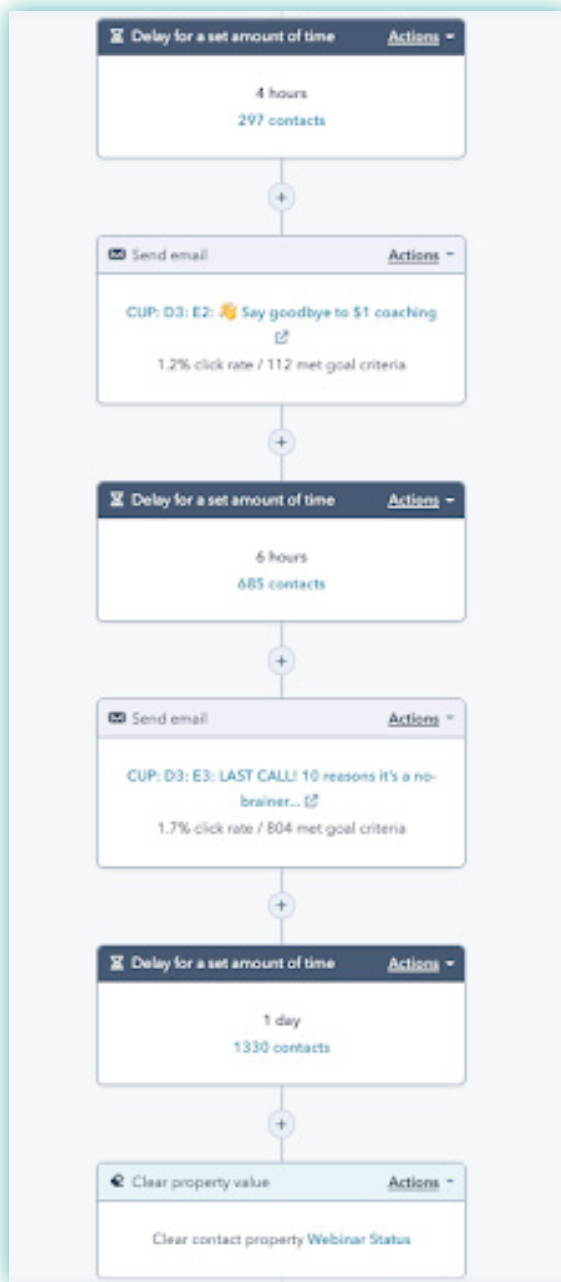 Delay for a set amount of time Actions
4 hours
297 contacts
Send email Actions
CUP: D3: E2: 👋 Say goodbye to $1 coaching
1.2% click rate / 112 met goal criteria
Delay for a set amount of time Actions
6 hours
685 contacts
Send email Actions
CUP: D3: E3: LAST CALL! 10 reasons it's a no-
brainer...
1.7% click rate / 804 met goal criteria
Delay for a set amount of time Actions
1 day
1330 contacts
Clear property value Actions
Clear contact property Webinar Status